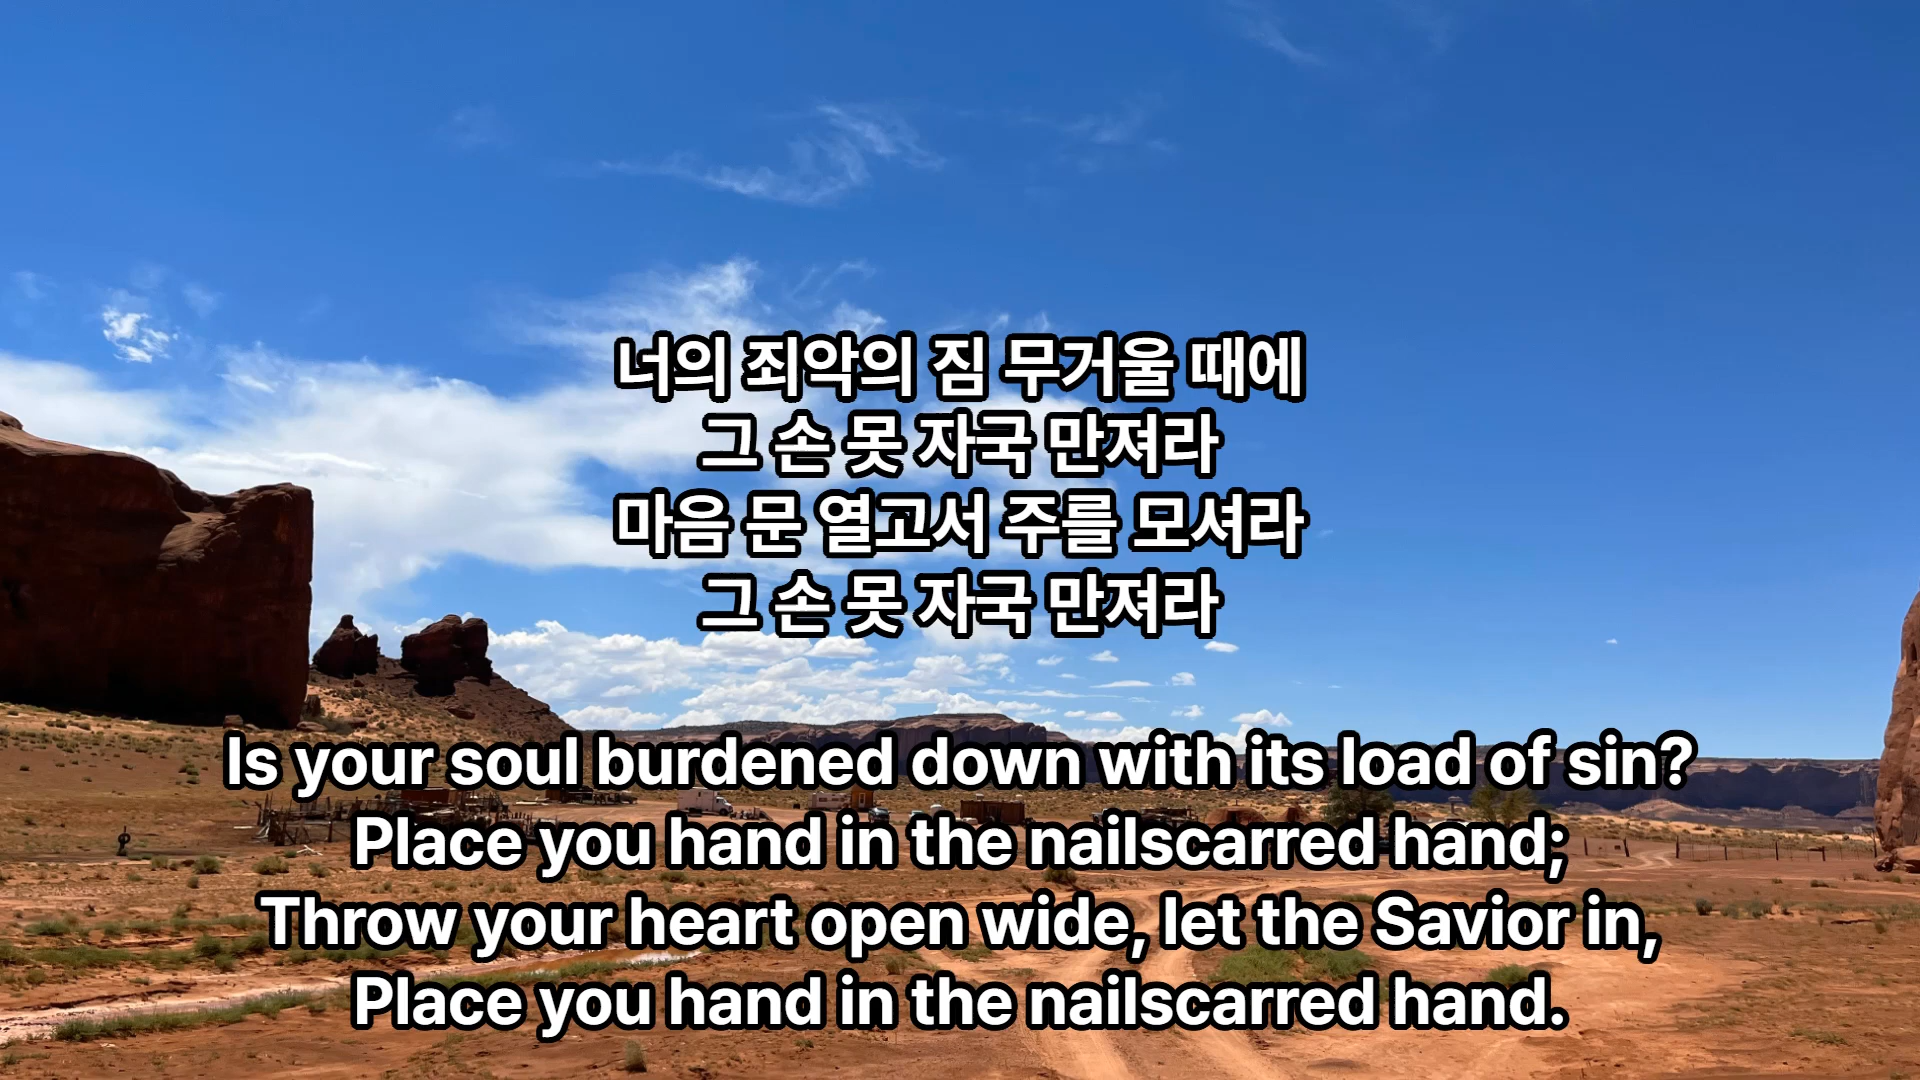 너의 죄악의 짐 무거울 때에
그 손 못 자국 만져라
마음 문 열고서 주를 모셔라
그 손 못 자국 만져라
Is your soul burdened down with its load of sin?
Place you hand in the nailscarred hand;
Throw your heart open wide, let the Savior in,
Place you hand in the nailscarred hand.